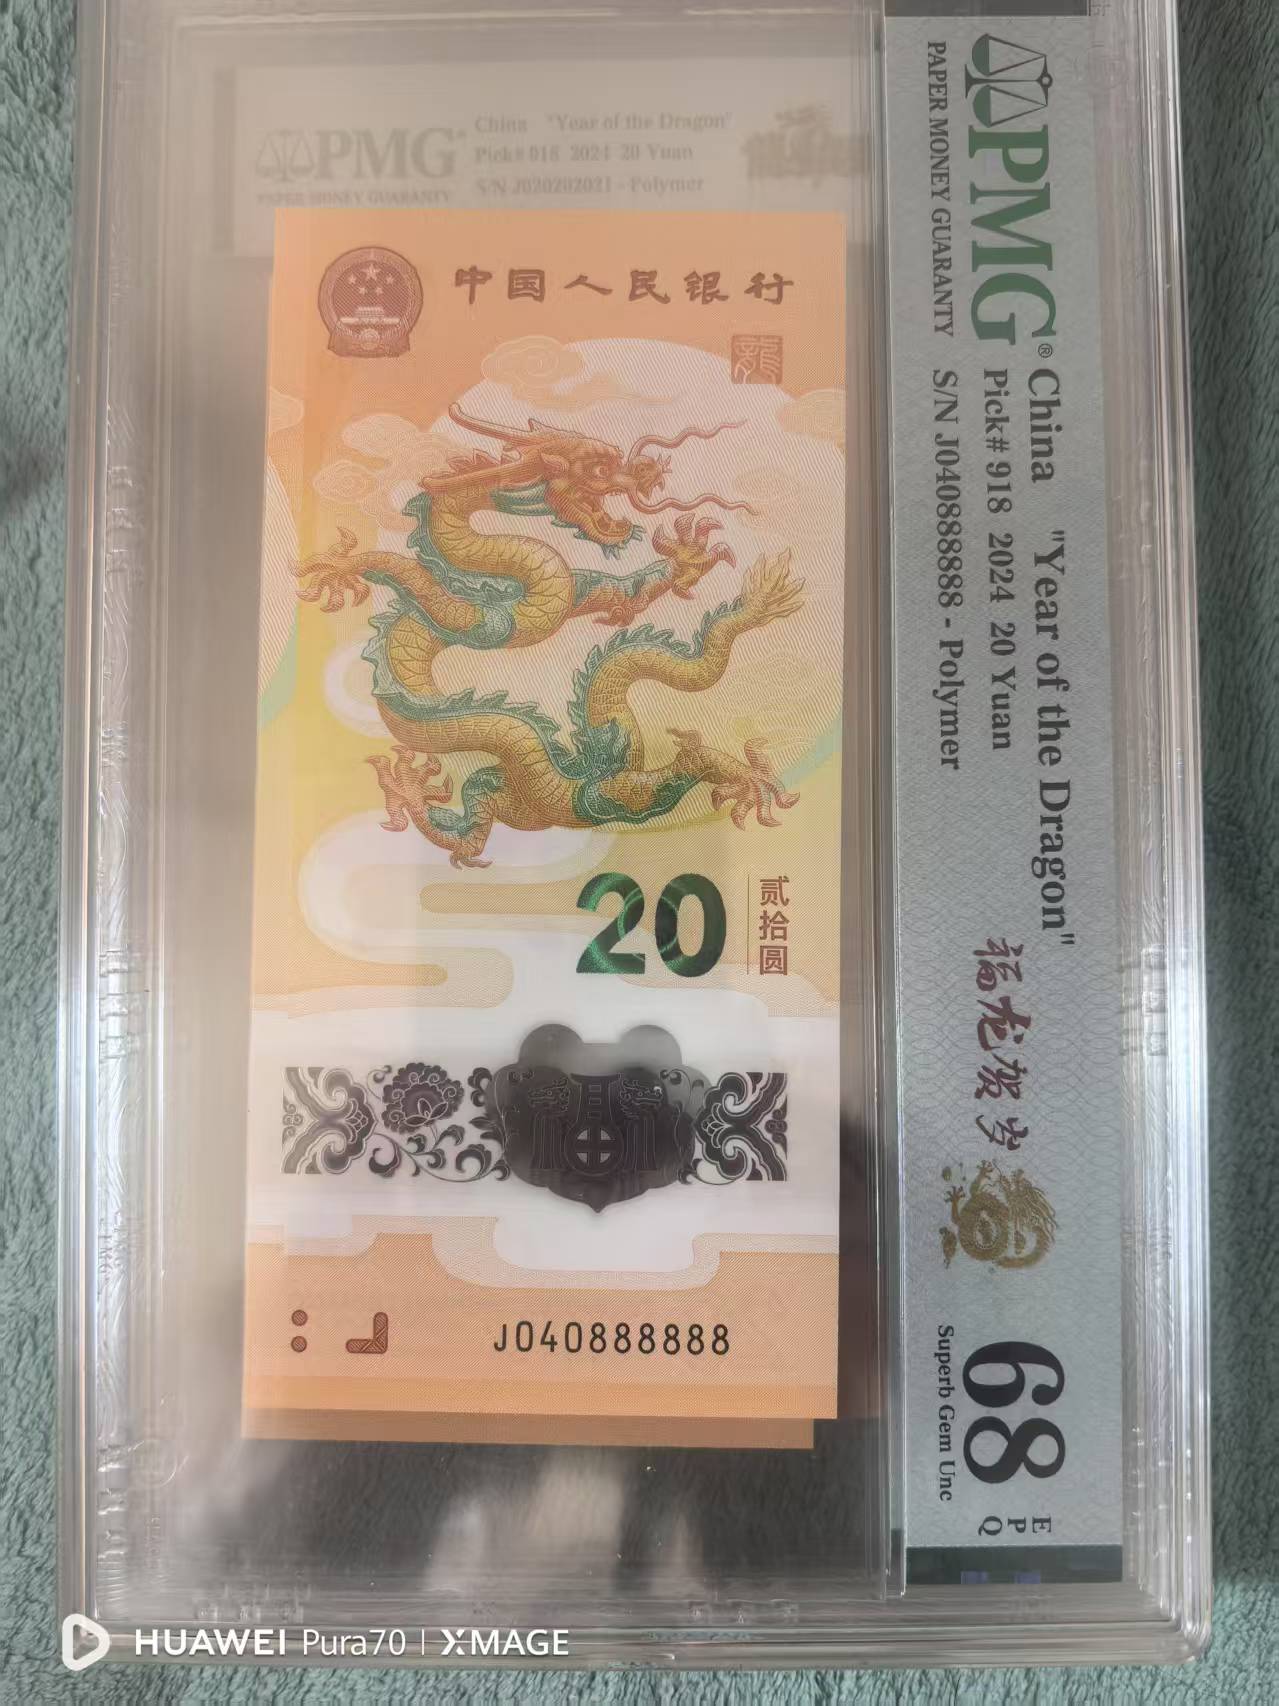 PMG
China "Year of the Dragon"
Pick# 918 2024 20 Yuan
PAPER MONEY GUARANTY
S/N J020202021 - Polymer
中国人民银行
龍
20
贰拾圆
福
J040888888
PMG®
PAPER MONEY GUARANTY
China "Year of the Dragon"
Pick# 918 2024 20 Yuan
S/N J040888888 - Polymer
福龙贺岁
68
EPQ
Superb Gem Unc
HUAWEI Pura70 | XMAGE